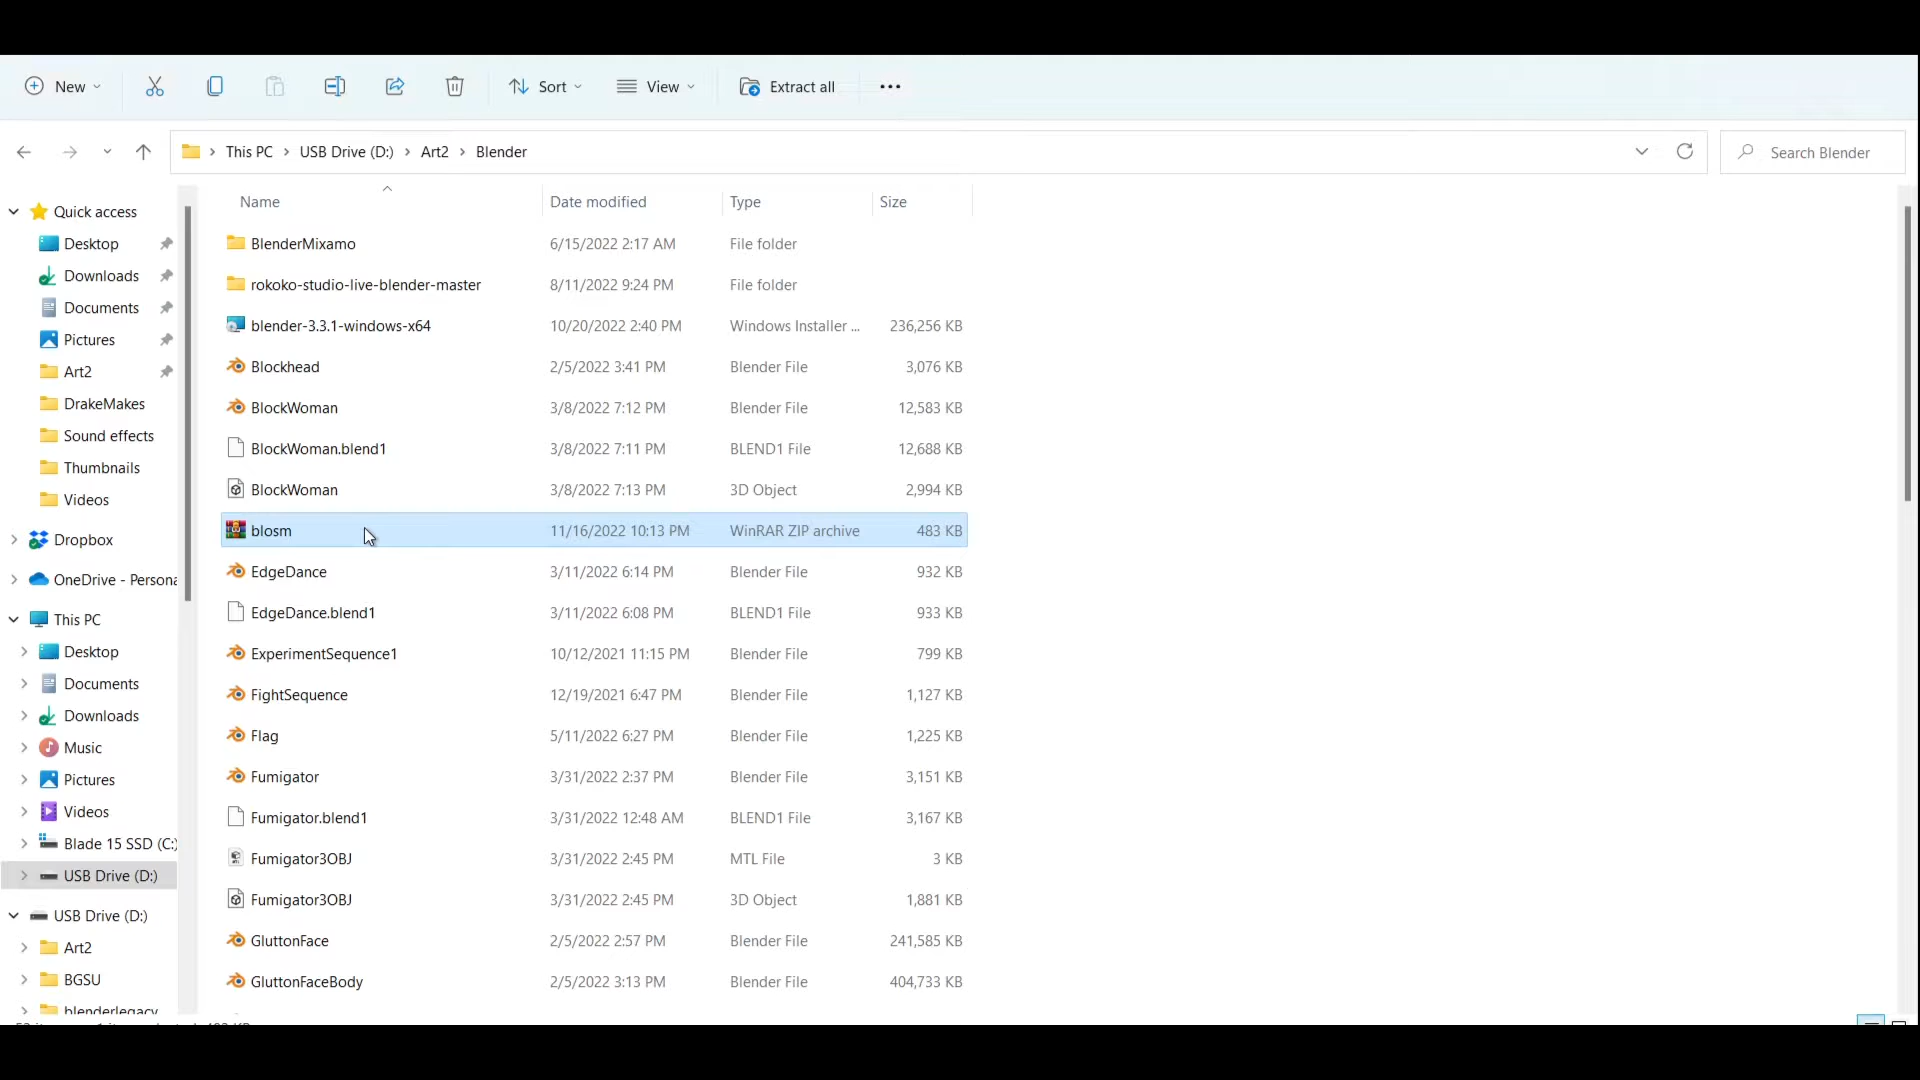 New
Sort
View
Extract all
This PC > USB Drive (D:) > Art2 > Blender
Search Blender
Quick access
Desktop
Downloads
Documents
Pictures
Art2
DrakeMakes
Sound effects
Thumbnails
Videos
Dropbox
OneDrive - Persona
This PC
Desktop
Documents
Downloads
Music
Pictures
Videos
Blade 15 SSD (C:)
USB Drive (D:)
USB Drive (D:)
Art2
BGSU
blenderlegacy
Name Date modified Type Size
BlenderMixamo 6/15/2022 2:17 AM File folder
rokoko-studio-live-blender-master 8/11/2022 9:24 PM File folder
blender-3.3.1-windows-x64 10/20/2022 2:40 PM Windows Installer ... 236,256 KB
Blockhead 2/5/2022 3:41 PM Blender File 3,076 KB
BlockWoman 3/8/2022 7:12 PM Blender File 12,583 KB
BlockWoman.blend1 3/8/2022 7:11 PM BLEND1 File 12,688 KB
BlockWoman 3/8/2022 7:13 PM 3D Object 2,994 KB
blosm 11/16/2022 10:13 PM WinRAR ZIP archive 483 KB
EdgeDance 3/11/2022 6:14 PM Blender File 932 KB
EdgeDance.blend1 3/11/2022 6:08 PM BLEND1 File 933 KB
ExperimentSequence1 10/12/2021 11:15 PM Blender File 799 KB
FightSequence 12/19/2021 6:47 PM Blender File 1,127 KB
Flag 5/11/2022 6:27 PM Blender File 1,225 KB
Fumigator 3/31/2022 2:37 PM Blender File 3,151 KB
Fumigator.blend1 3/31/2022 12:48 AM BLEND1 File 3,167 KB
Fumigator3OBJ 3/31/2022 2:45 PM MTL File 3 KB
Fumigator3OBJ 3/31/2022 2:45 PM 3D Object 1,881 KB
GluttonFace 2/5/2022 2:57 PM Blender File 241,585 KB
GluttonFaceBody 2/5/2022 3:13 PM Blender File 404,733 KB